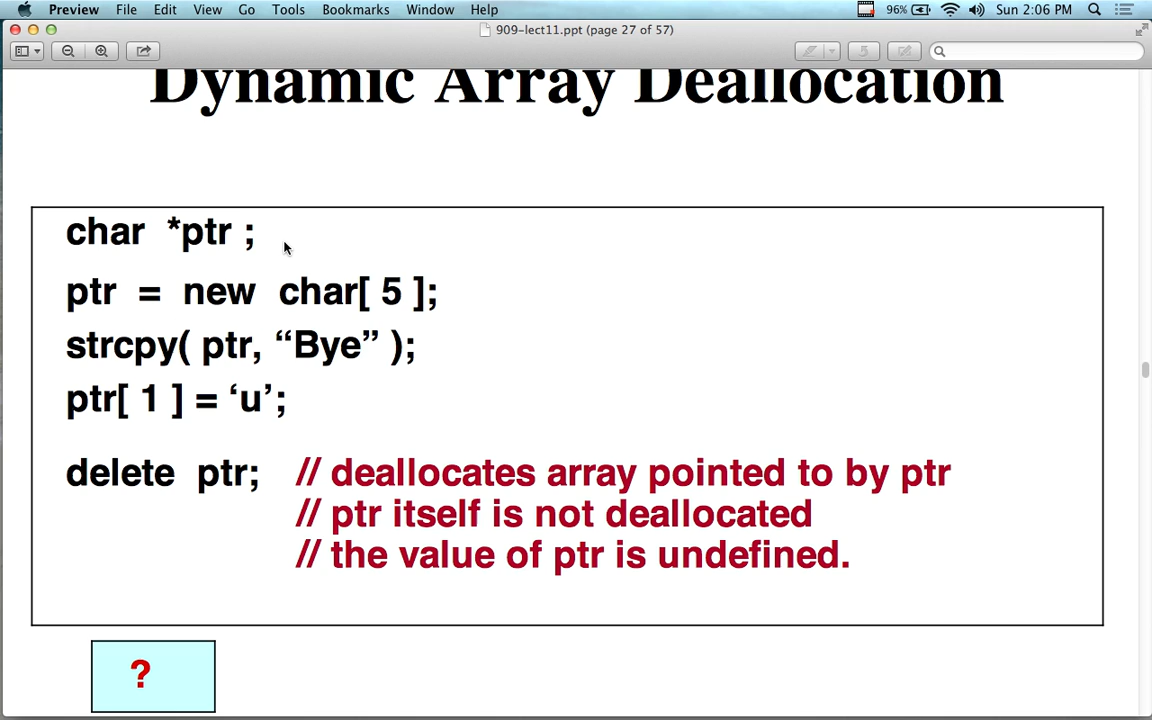 Preview File Edit View Go Tools Bookmarks Window Help 96% Sun 2:06 PM
909-lect11.ppt (page 27 of 57)
Dynamic Array Deallocation
char *ptr ;
ptr = new char[ 5 ];
strcpy( ptr, “Bye” );
ptr[ 1 ] = ‘u’;
delete ptr; // deallocates array pointed to by ptr
// ptr itself is not deallocated
// the value of ptr is undefined.
?